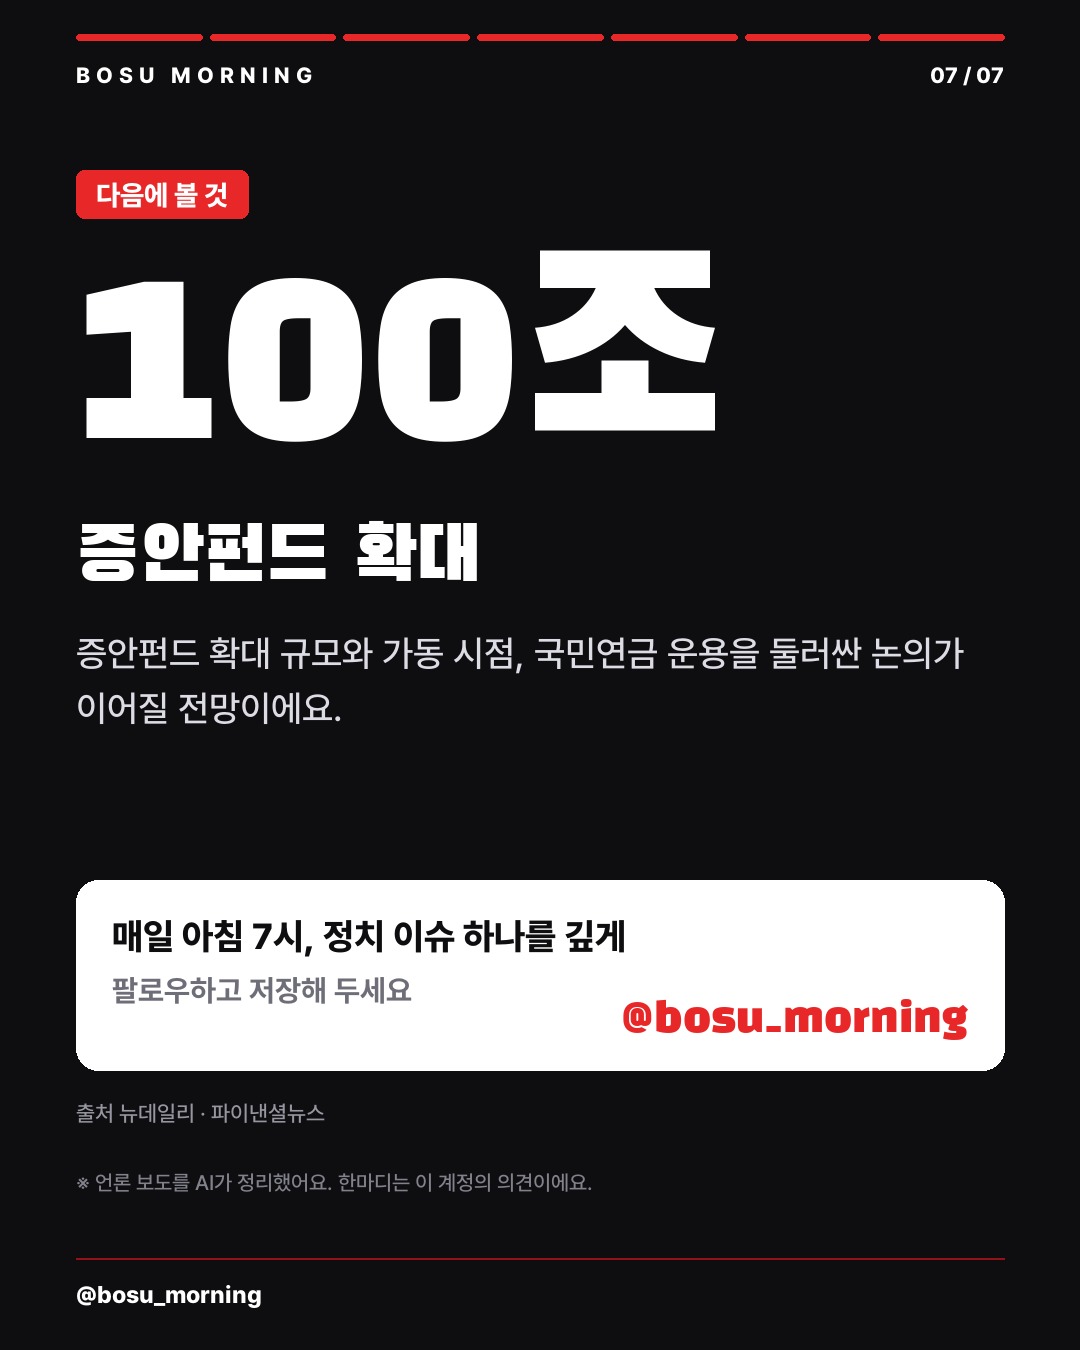 BOSU MORNING
07 / 07
다음에 볼 것
100조
증안펀드 확대
증안펀드 확대 규모와 가동 시점, 국민연금 운용을 둘러싼 논의가
이어질 전망이에요.
매일 아침 7시, 정치 이슈 하나를 깊게
팔로우하고 저장해 두세요
@bosu_morning
출처 뉴데일리 · 파이낸셜뉴스
※ 언론 보도를 AI가 정리했어요. 한마디는 이 계정의 의견이에요.
@bosu_morning